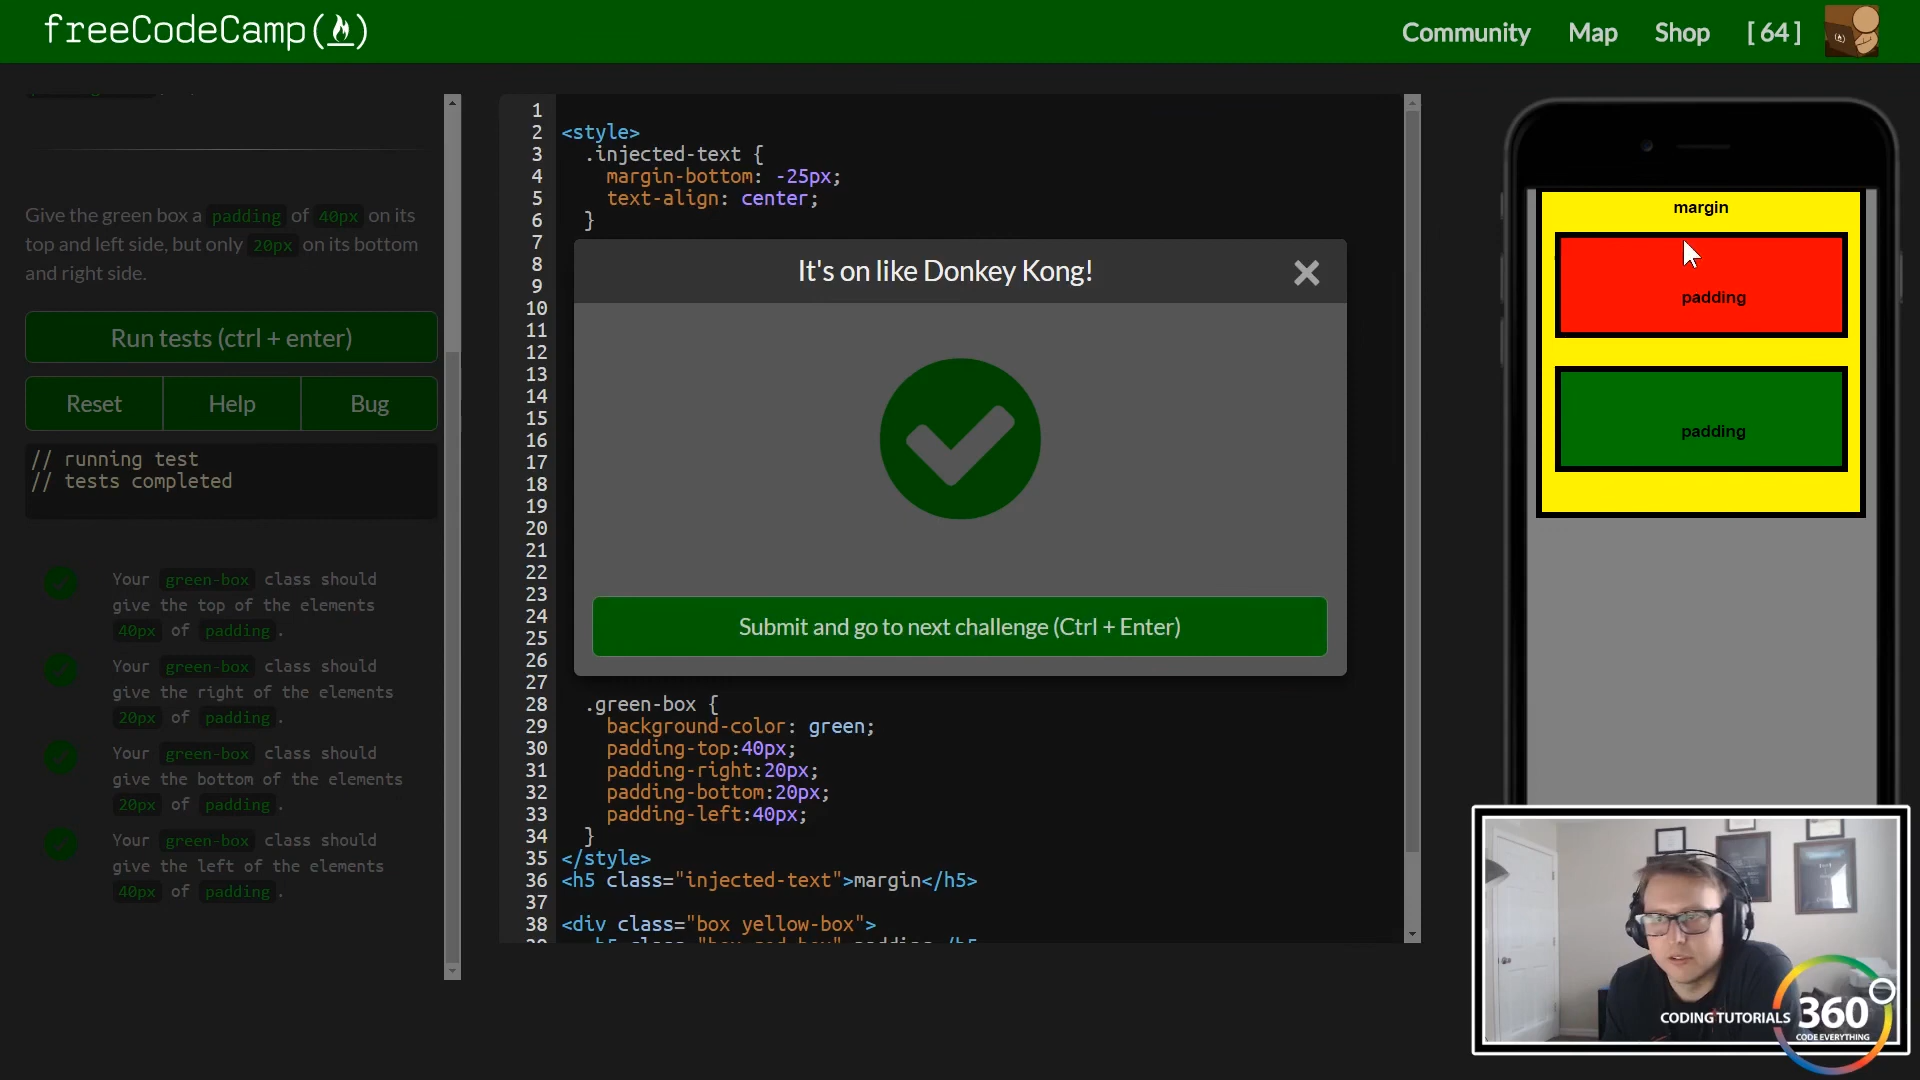 freeCodeCamp(🔥)
Community
Map
Shop
[ 64 ]
Give the green box a padding of 40px on its
top and left side, but only 20px on its bottom
and right side.
Run tests (ctrl + enter)
Reset
Help
Bug
// running test
// tests completed
Your green-box class should
give the top of the elements
40px of padding.
Your green-box class should
give the right of the elements
20px of padding.
Your green-box class should
give the bottom of the elements
20px of padding.
Your green-box class should
give the left of the elements
40px of padding.
1
2 <style>
3 .injected-text {
4 margin-bottom: -25px;
5 text-align: center;
6 }
7
8
9
10
11
12
13
14
15
16
17
18
19
20
21
22
23
24
25
26
27
28 .green-box {
29 background-color: green;
30 padding-top:40px;
31 padding-right:20px;
32 padding-bottom:20px;
33 padding-left:40px;
34 }
35 </style>
36 <h5 class="injected-text">margin</h5>
37
38 <div class="box yellow-box">
It's on like Donkey Kong!
Submit and go to next challenge (Ctrl + Enter)
margin
padding
padding
CODING TUTORIALS 360
CODE EVERYTHING